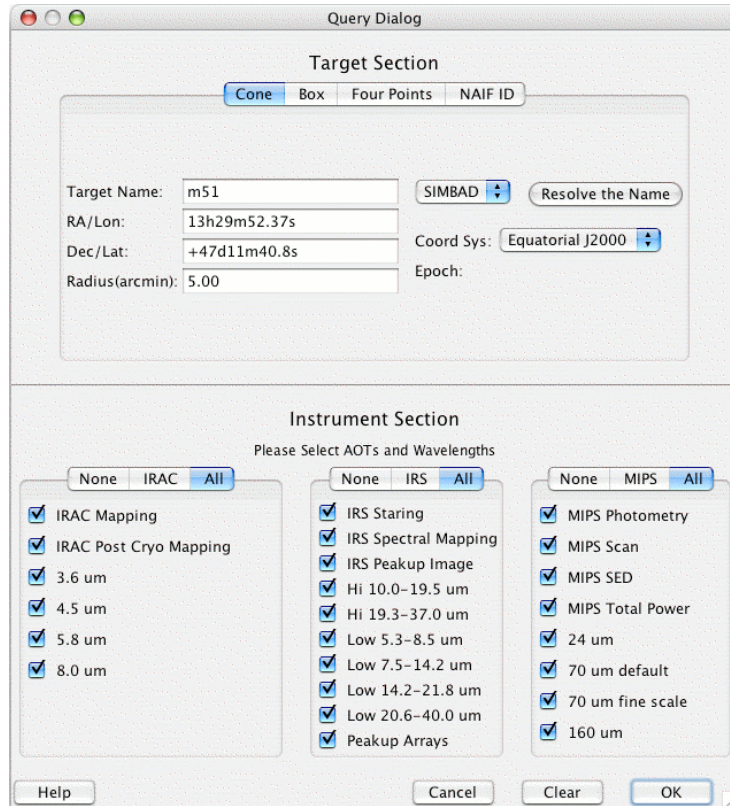 Query Dialog
Target Section
Cone Box Four Points NAIF ID
Target Name: m51 SIMBAD Resolve the Name
RA/Lon: 13h29m52.37s
Dec/Lat: +47d11m40.8s Coord Sys: Equatorial J2000
Radius(arcmin): 5.00 Epoch:
Instrument Section
Please Select AOTs and Wavelengths
None IRAC All
IRAC Mapping
IRAC Post Cryo Mapping
3.6 um
4.5 um
5.8 um
8.0 um
None IRS All
IRS Staring
IRS Spectral Mapping
IRS Peakup Image
Hi 10.0-19.5 um
Hi 19.3-37.0 um
Low 5.3-8.5 um
Low 7.5-14.2 um
Low 14.2-21.8 um
Low 20.6-40.0 um
Peakup Arrays
None MIPS All
MIPS Photometry
MIPS Scan
MIPS SED
MIPS Total Power
24 um
70 um default
70 um fine scale
160 um
Help Cancel Clear OK